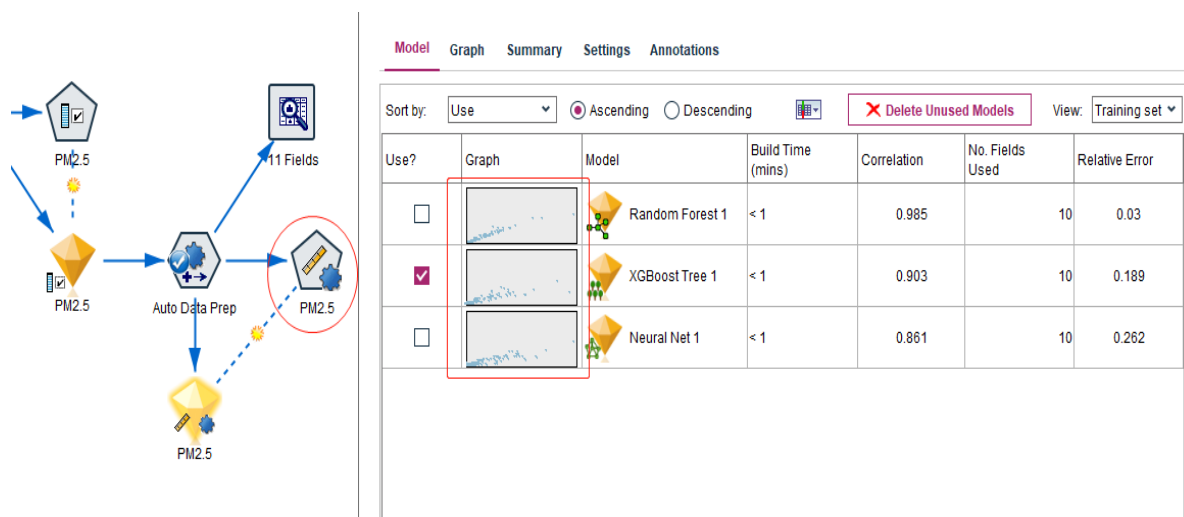 PM2.5
11 Fields
PM2.5
Auto Data Prep
PM2.5
PM2.5
Model Graph Summary Settings Annotations
Sort by: Use Ascending Descending Delete Unused Models View: Training set
Use? Graph Model Build Time (mins) Correlation No. Fields Used Relative Error
Random Forest 1 < 1 0.985 10 0.03
XGBoost Tree 1 < 1 0.903 10 0.189
Neural Net 1 < 1 0.861 10 0.262